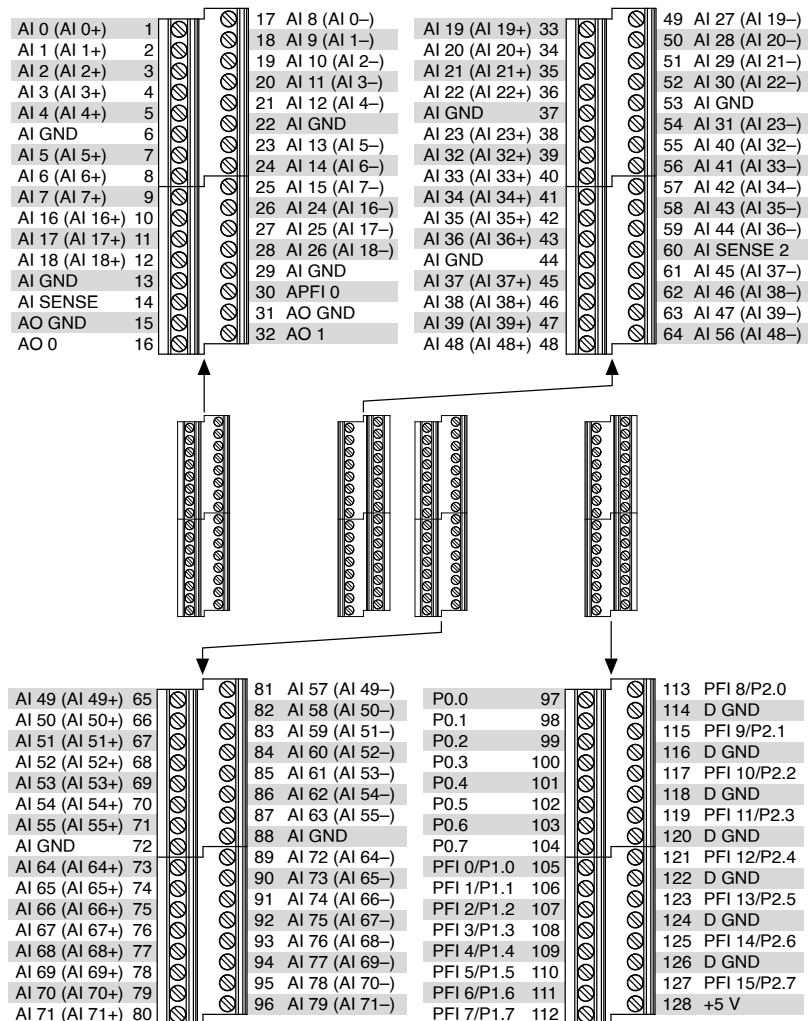 AI 0 (AI 0+) 1
AI 1 (AI 1+) 2
AI 2 (AI 2+) 3
AI 3 (AI 3+) 4
AI 4 (AI 4+) 5
AI GND 6
AI 5 (AI 5+) 7
AI 6 (AI 6+) 8
AI 7 (AI 7+) 9
AI 16 (AI 16+) 10
AI 17 (AI 17+) 11
AI 18 (AI 18+) 12
AI GND 13
AI SENSE 14
AO GND 15
AO 0 16
17 AI 8 (AI 0–)
18 AI 9 (AI 1–)
19 AI 10 (AI 2–)
20 AI 11 (AI 3–)
21 AI 12 (AI 4–)
22 AI GND
23 AI 13 (AI 5–)
24 AI 14 (AI 6–)
25 AI 15 (AI 7–)
26 AI 24 (AI 16–)
27 AI 25 (AI 17–)
28 AI 26 (AI 18–)
29 AI GND
30 APFI 0
31 AO GND
32 AO 1
AI 19 (AI 19+) 33
AI 20 (AI 20+) 34
AI 21 (AI 21+) 35
AI 22 (AI 22+) 36
AI GND 37
AI 23 (AI 23+) 38
AI 32 (AI 32+) 39
AI 33 (AI 33+) 40
AI 34 (AI 34+) 41
AI 35 (AI 35+) 42
AI 36 (AI 36+) 43
AI GND 44
AI 37 (AI 37+) 45
AI 38 (AI 38+) 46
AI 39 (AI 39+) 47
AI 48 (AI 48+) 48
49 AI 27 (AI 19–)
50 AI 28 (AI 20–)
51 AI 29 (AI 21–)
52 AI 30 (AI 22–)
53 AI GND
54 AI 31 (AI 23–)
55 AI 40 (AI 32–)
56 AI 41 (AI 33–)
57 AI 42 (AI 34–)
58 AI 43 (AI 35–)
59 AI 44 (AI 36–)
60 AI SENSE 2
61 AI 45 (AI 37–)
62 AI 46 (AI 38–)
63 AI 47 (AI 39–)
64 AI 56 (AI 48–)
AI 49 (AI 49+) 65
AI 50 (AI 50+) 66
AI 51 (AI 51+) 67
AI 52 (AI 52+) 68
AI 53 (AI 53+) 69
AI 54 (AI 54+) 70
AI 55 (AI 55+) 71
AI GND 72
AI 64 (AI 64+) 73
AI 65 (AI 65+) 74
AI 66 (AI 66+) 75
AI 67 (AI 67+) 76
AI 68 (AI 68+) 77
AI 69 (AI 69+) 78
AI 70 (AI 70+) 79
AI 71 (AI 71+) 80
81 AI 57 (AI 49–)
82 AI 58 (AI 50–)
83 AI 59 (AI 51–)
84 AI 60 (AI 52–)
85 AI 61 (AI 53–)
86 AI 62 (AI 54–)
87 AI 63 (AI 55–)
88 AI GND
89 AI 72 (AI 64–)
90 AI 73 (AI 65–)
91 AI 74 (AI 66–)
92 AI 75 (AI 67–)
93 AI 76 (AI 68–)
94 AI 77 (AI 69–)
95 AI 78 (AI 70–)
96 AI 79 (AI 71–)
P0.0 97
P0.1 98
P0.2 99
P0.3 100
P0.4 101
P0.5 102
P0.6 103
P0.7 104
PFI 0/P1.0 105
PFI 1/P1.1 106
PFI 2/P1.2 107
PFI 3/P1.3 108
PFI 4/P1.4 109
PFI 5/P1.5 110
PFI 6/P1.6 111
PFI 7/P1.7 112
113 PFI 8/P2.0
114 D GND
115 PFI 9/P2.1
116 D GND
117 PFI 10/P2.2
118 D GND
119 PFI 11/P2.3
120 D GND
121 PFI 12/P2.4
122 D GND
123 PFI 13/P2.5
124 D GND
125 PFI 14/P2.6
126 D GND
127 PFI 15/P2.7
128 +5 V